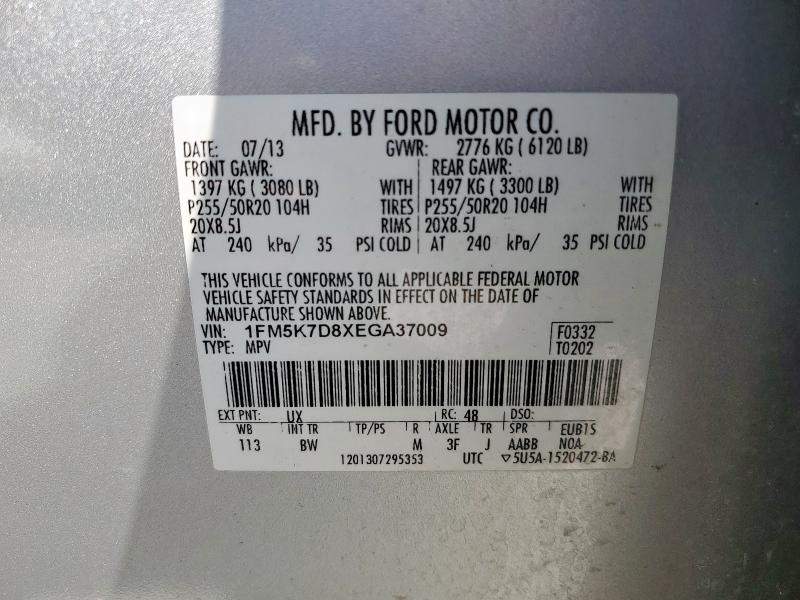 MFD. BY FORD MOTOR CO.
DATE: 07/13 GVWR: 2776 KG ( 6120 LB)
FRONT GAWR: REAR GAWR:
1397 KG ( 3080 LB) WITH 1497 KG ( 3300 LB) WITH
P255/50R20 104H TIRES P255/50R20 104H TIRES
20X8.5J RIMS 20X8.5J RIMS
AT 240 kPa/ 35 PSI COLD AT 240 kPa/ 35 PSI COLD
THIS VEHICLE CONFORMS TO ALL APPLICABLE FEDERAL MOTOR
VEHICLE SAFETY STANDARDS IN EFFECT ON THE DATE OF
MANUFACTURE SHOWN ABOVE.
VIN: 1FM5K7D8XEGA37009 F0332
TYPE: MPV T0202
EXT PNT: UX RC: 48 DSO:
WB INT TR TP/PS R AXLE TR SPR EUB1S
113 BW M 3F J AABB NOA
1201307295353 UTC ▽5U5A-1520472-BA